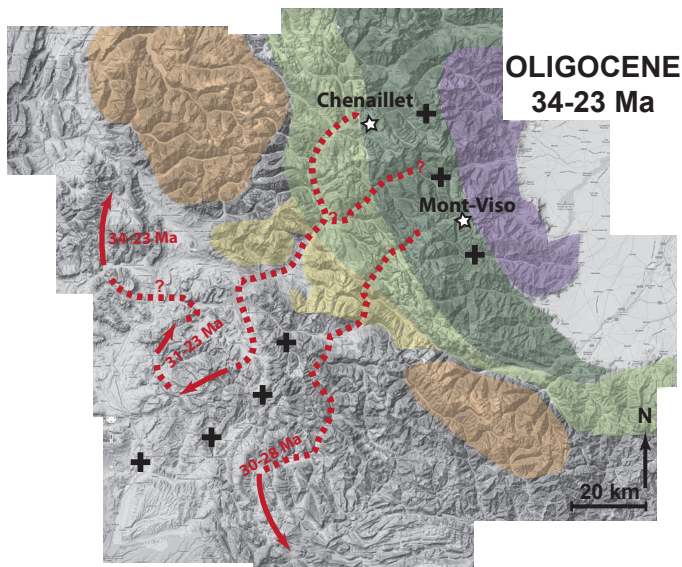 OLIGOCENE
34-23 Ma
Chenaillet
?
Mont-Viso
?
34-23 Ma
?
31-23 Ma
30-28 Ma
N
20 km